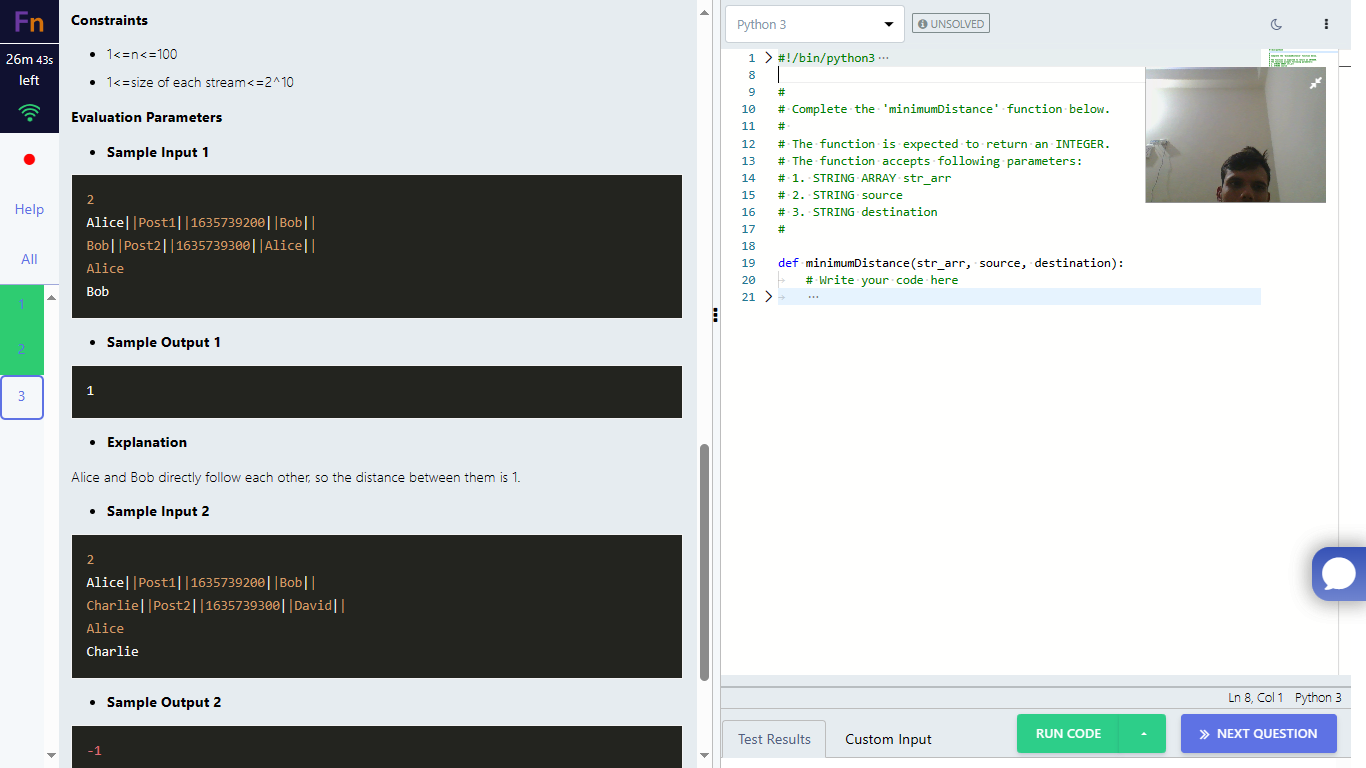 Fn
26m 43s
left
Help
All
1
2
3
Constraints
1<=n<=100
1<=size of each stream<=2^10
Evaluation Parameters
Sample Input 1
2
Alice||Post1||1635739200||Bob||
Bob||Post2||1635739300||Alice||
Alice
Bob
Sample Output 1
1
Explanation
Alice and Bob directly follow each other, so the distance between them is 1.
Sample Input 2
2
Alice||Post1||1635739200||Bob||
Charlie||Post2||1635739300||David||
Alice
Charlie
Sample Output 2
-1
Python 3
UNSOLVED
1 #!/bin/python3 ...
8
9 #
10 # Complete the 'minimumDistance' function below.
11 #
12 # The function is expected to return an INTEGER.
13 # The function accepts following parameters:
14 # 1. STRING ARRAY str_arr
15 # 2. STRING source
16 # 3. STRING destination
17 #
18
19 def minimumDistance(str_arr, source, destination):
20 # Write your code here
21 ...
Ln 8, Col 1 Python 3
Test Results
Custom Input
RUN CODE
NEXT QUESTION